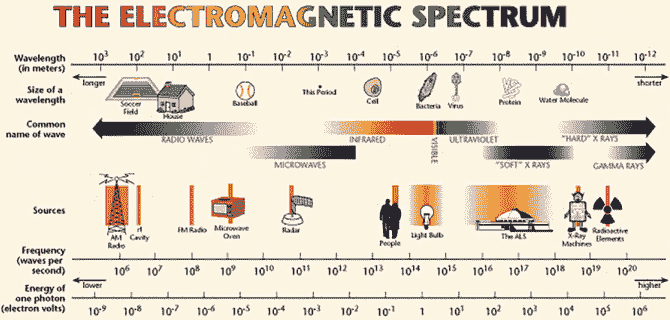 THE ELECTROMAGNETIC SPECTRUM
Wavelength (in meters) 10³ 10² 10¹ 1 10⁻¹ 10⁻² 10⁻³ 10⁻⁴ 10⁻⁵ 10⁻⁶ 10⁻⁷ 10⁻⁸ 10⁻⁹ 10⁻¹⁰ 10⁻¹¹ 10⁻¹²
longer shorter
Size of a wavelength
Soccer Field
House
Baseball
This Period
Cell
Bacteria
Virus
Protein
Water Molecule
Common name of wave
RADIO WAVES
INFRARED
VISIBLE
ULTRAVIOLET
"HARD" X RAYS
MICROWAVES
"SOFT" X RAYS
GAMMA RAYS
Sources
AM Radio
rf Cavity
FM Radio
Microwave Oven
Radar
People
Light Bulb
The ALS
X-Ray Machines
Radioactive Elements
Frequency (waves per second) 10⁶ 10⁷ 10⁸ 10⁹ 10¹⁰ 10¹¹ 10¹² 10¹³ 10¹⁴ 10¹⁵ 10¹⁶ 10¹⁷ 10¹⁸ 10¹⁹ 10²⁰
lower higher
Energy of one photon (electron volts) 10⁻⁹ 10⁻⁸ 10⁻⁷ 10⁻⁶ 10⁻⁵ 10⁻⁴ 10⁻³ 10⁻² 10⁻¹ 1 10¹ 10² 10³ 10⁴ 10⁵ 10⁶